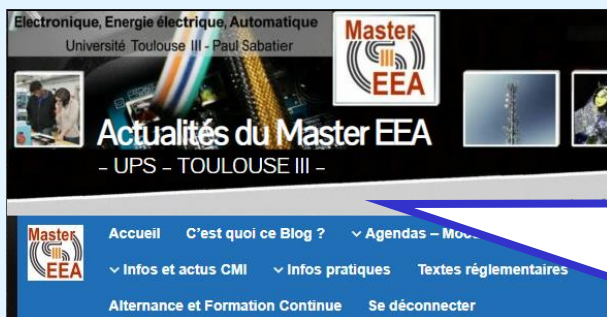 Electronique, Energie électrique, Automatique
Université Toulouse III - Paul Sabatier
Master
III
EEA
Actualités du Master EEA
– UPS – TOULOUSE III –
Master
III
EEA
Accueil C'est quoi ce Blog ? Agendas –
Infos et actus CMI Infos pratiques Textes réglementaires
Alternance et Formation Continue Se déconnecter